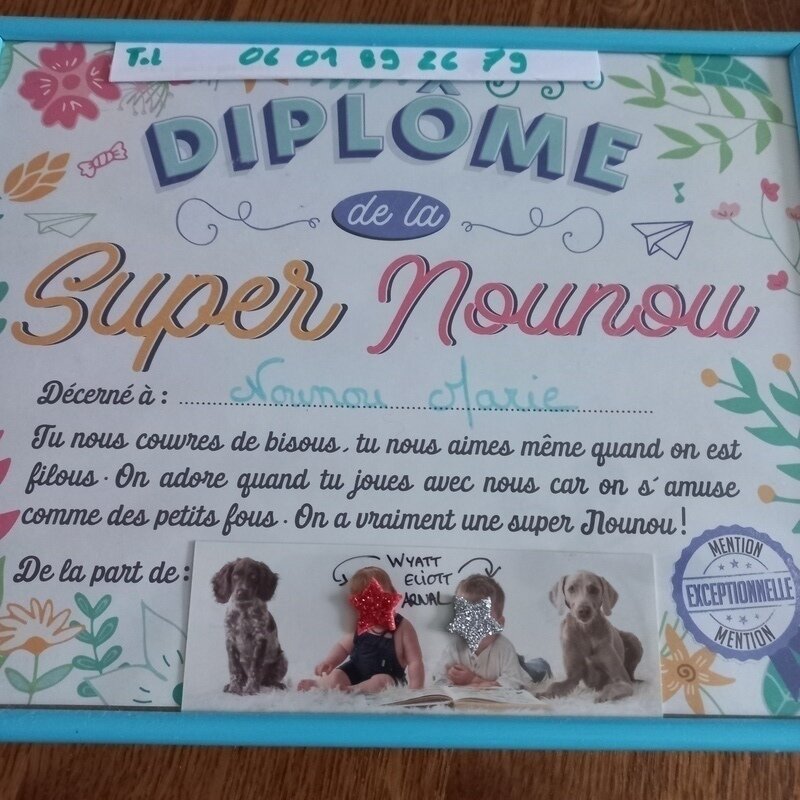 Tel 06 01 89 26 79
DIPLÔME
de la
Super Nounou
Décerné à : Nounou Marie
Tu nous couvres de bisous, tu nous aimes même quand on est
filous. On adore quand tu joues avec nous car on s'amuse
comme des petits fous. On a vraiment une super Nounou !
De la part de :
WYATT
ELIOTT
ARNAL
MENTION
EXCEPTIONNELLE
MENTION